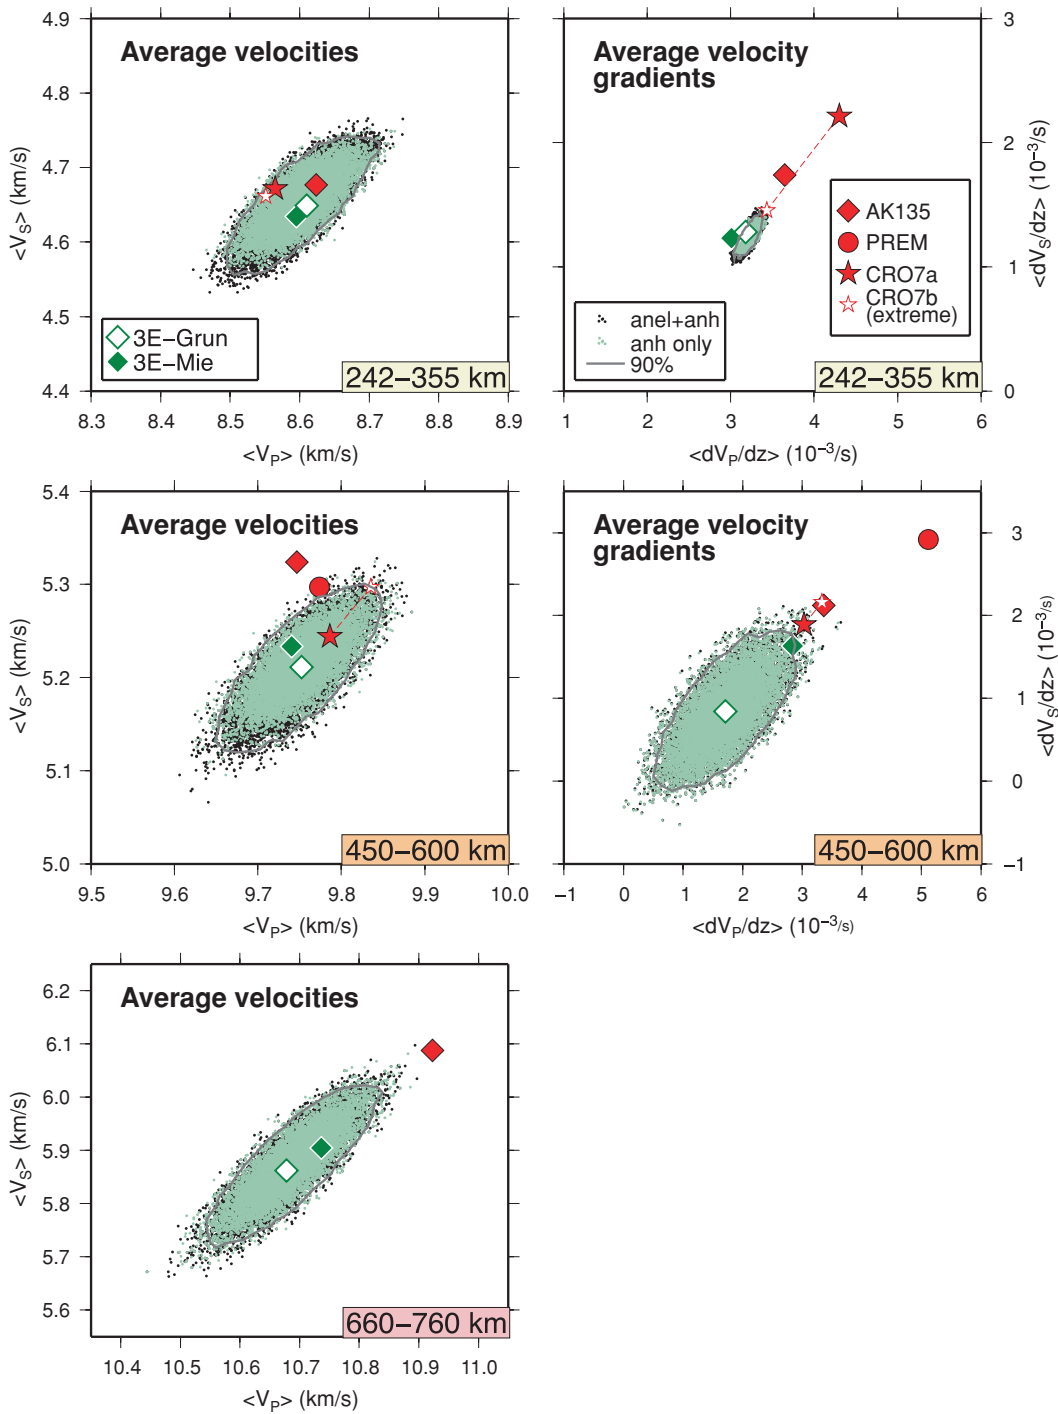 4.9
4.8
4.7
4.6
4.5
4.4
<V_S> (km/s)
Average velocities
3E−Grun
3E−Mie
242−355 km
8.3 8.4 8.5 8.6 8.7 8.8 8.9
<V_P> (km/s)
Average velocity
gradients
3
2
1
0
<dV_S/dz> (10⁻³/s)
AK135
PREM
CRO7a
CRO7b
(extreme)
anel+anh
anh only
90%
242−355 km
1 2 3 4 5 6
<dV_P/dz> (10⁻³/s)
5.4
5.3
5.2
5.1
5.0
<V_S> (km/s)
Average velocities
450−600 km
9.5 9.6 9.7 9.8 9.9 10.0
<V_P> (km/s)
Average velocity
gradients
3
2
1
0
−1
<dV_S/dz> (10⁻³/s)
450−600 km
−1 0 1 2 3 4 5 6
<dV_P/dz> (10⁻³/s)
6.2
6.1
6.0
5.9
5.8
5.7
5.6
<V_S> (km/s)
Average velocities
660−760 km
10.4 10.5 10.6 10.7 10.8 10.9 11.0
<V_P> (km/s)